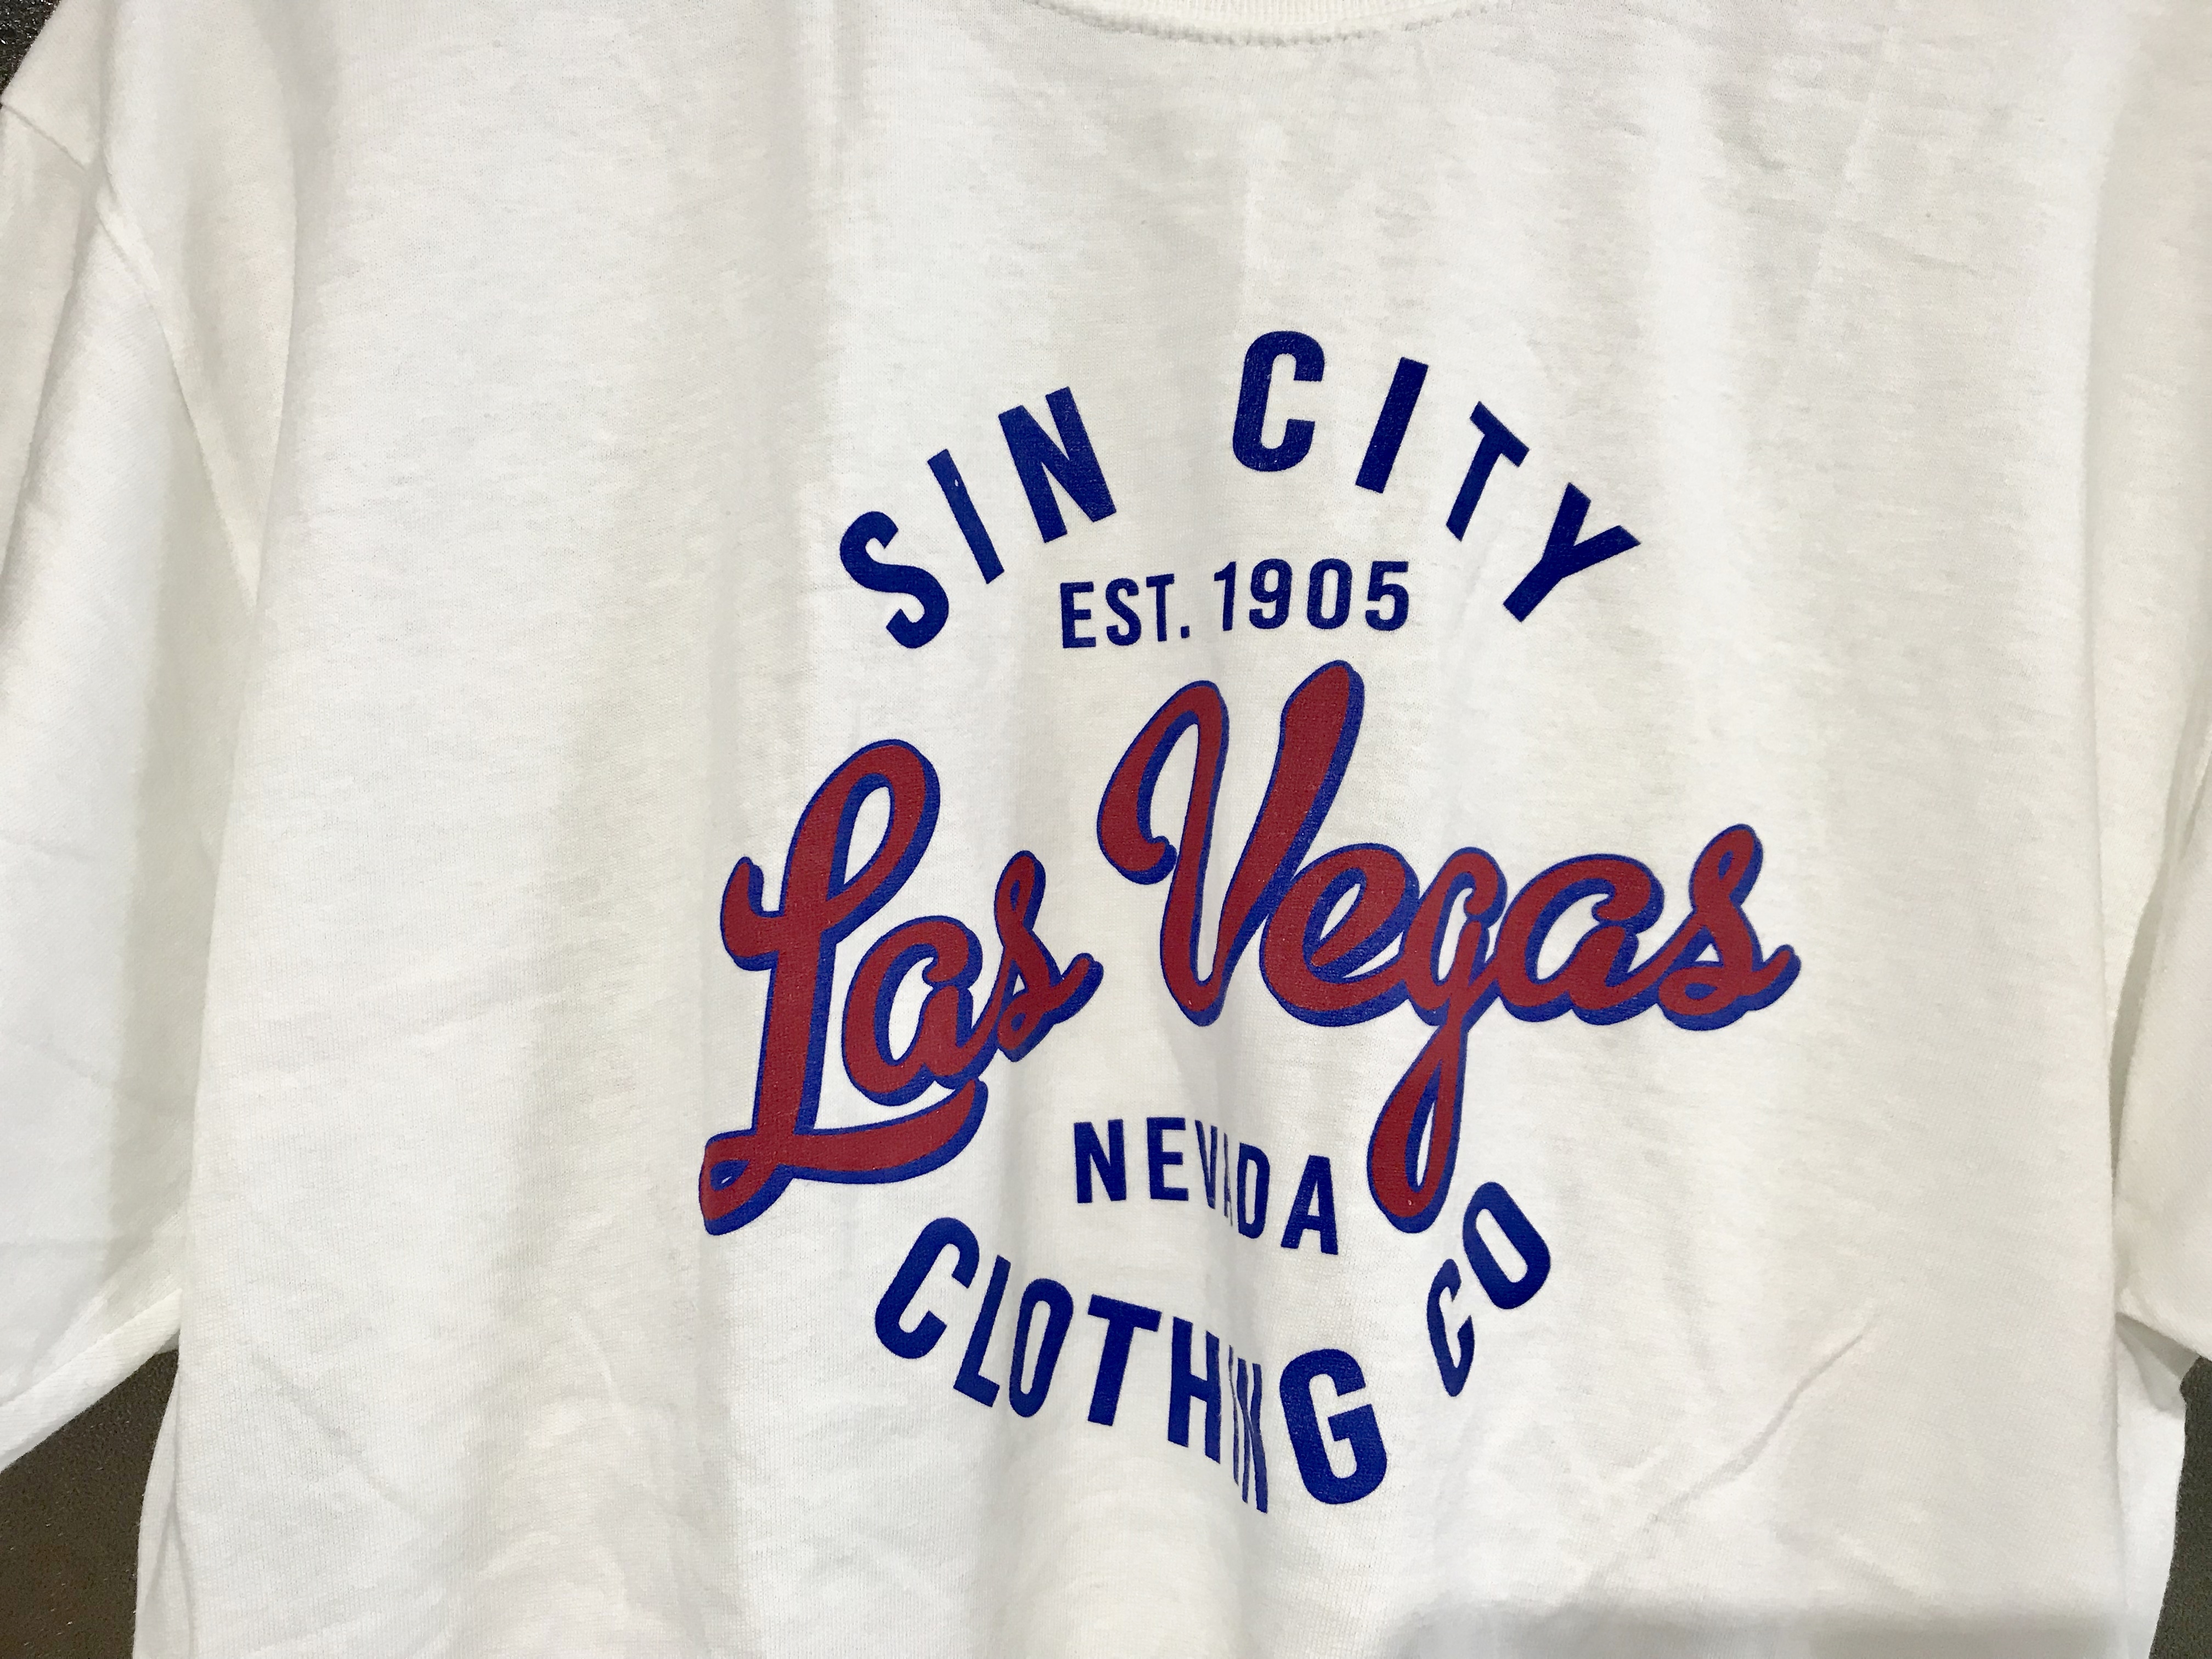 SIN CITY
EST. 1905
Las Vegas
NEVADA
CLOTHING CO